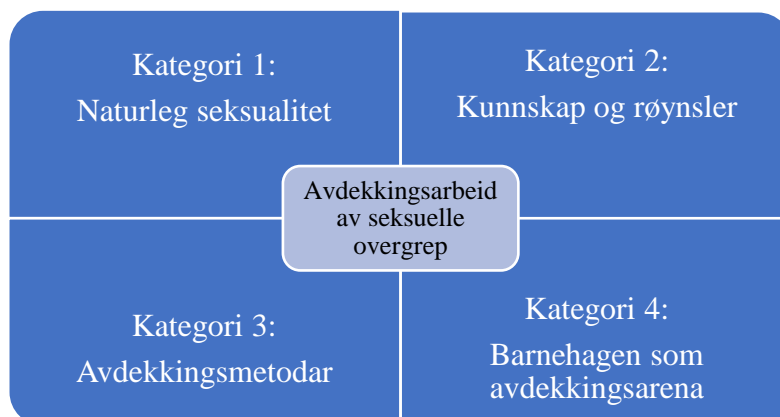 Kategori 1:
Naturleg seksualitet
Kategori 2:
Kunnskap og røynsler
Avdekkingsarbeid
av seksuelle
overgrep
Kategori 3:
Avdekkingsmetodar
Kategori 4:
Barnehagen som
avdekkingsarena